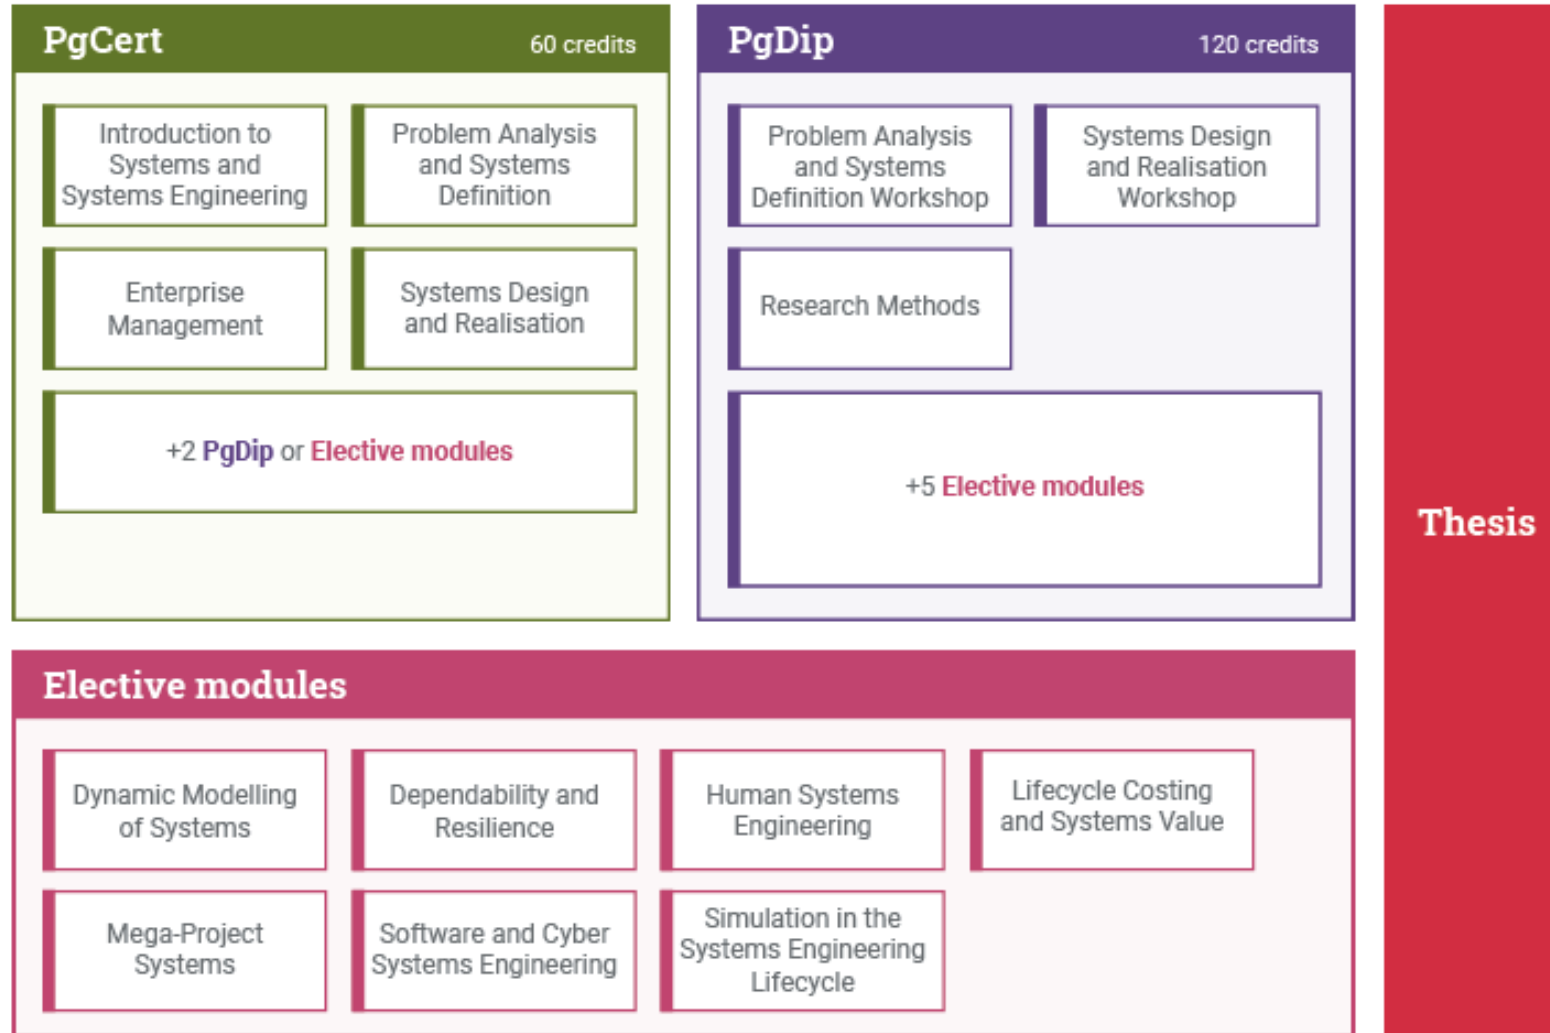 PgCert
60 credits
Introduction to
Systems and
Systems Engineering
Problem Analysis
and Systems
Definition
Enterprise
Management
Systems Design
and Realisation
+2 PgDip or Elective modules
PgDip
120 credits
Problem Analysis
and Systems
Definition Workshop
Systems Design
and Realisation
Workshop
Research Methods
+5 Elective modules
Thesis
Elective modules
Dynamic Modelling
of Systems
Dependability and
Resilience
Human Systems
Engineering
Lifecycle Costing
and Systems Value
Mega-Project
Systems
Software and Cyber
Systems Engineering
Simulation in the
Systems Engineering
Lifecycle